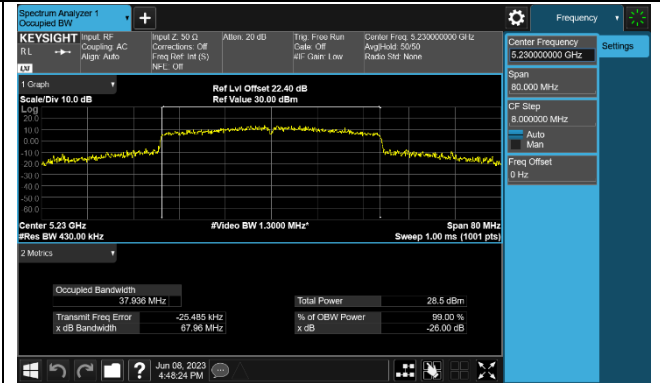 Spectrum Analyzer 1
Occupied BW
Frequency
KEYSIGHT
RL
LXI
Input: RF
Coupling: AC
Align: Auto
Input Z: 50 Ω
Corrections: Off
Freq Ref: Int (S)
NFE: Off
Atten: 20 dB
Trig: Free Run
Gate: Off
#IF Gain: Low
Center Freq: 5.230000000 GHz
Avg|Hold: 50/50
Radio Std: None
Center Frequency
5.230000000 GHz
Settings
Span
80.000 MHz
CF Step
8.000000 MHz
Auto
Man
Freq Offset
0 Hz
1 Graph
Scale/Div 10.0 dB
Ref Lvl Offset 22.40 dB
Ref Value 30.00 dBm
Log
20.0
10.0
0.00
-10.0
-20.0
-30.0
-40.0
-50.0
-60.0
Center 5.23 GHz
#Res BW 430.00 kHz
#Video BW 1.3000 MHz*
Span 80 MHz
Sweep 1.00 ms (1001 pts)
2 Metrics
Occupied Bandwidth
37.936 MHz
Total Power 28.5 dBm
Transmit Freq Error -25.485 kHz
% of OBW Power 99.00 %
x dB Bandwidth 67.96 MHz
x dB -26.00 dB
Jun 08, 2023
4:48:24 PM